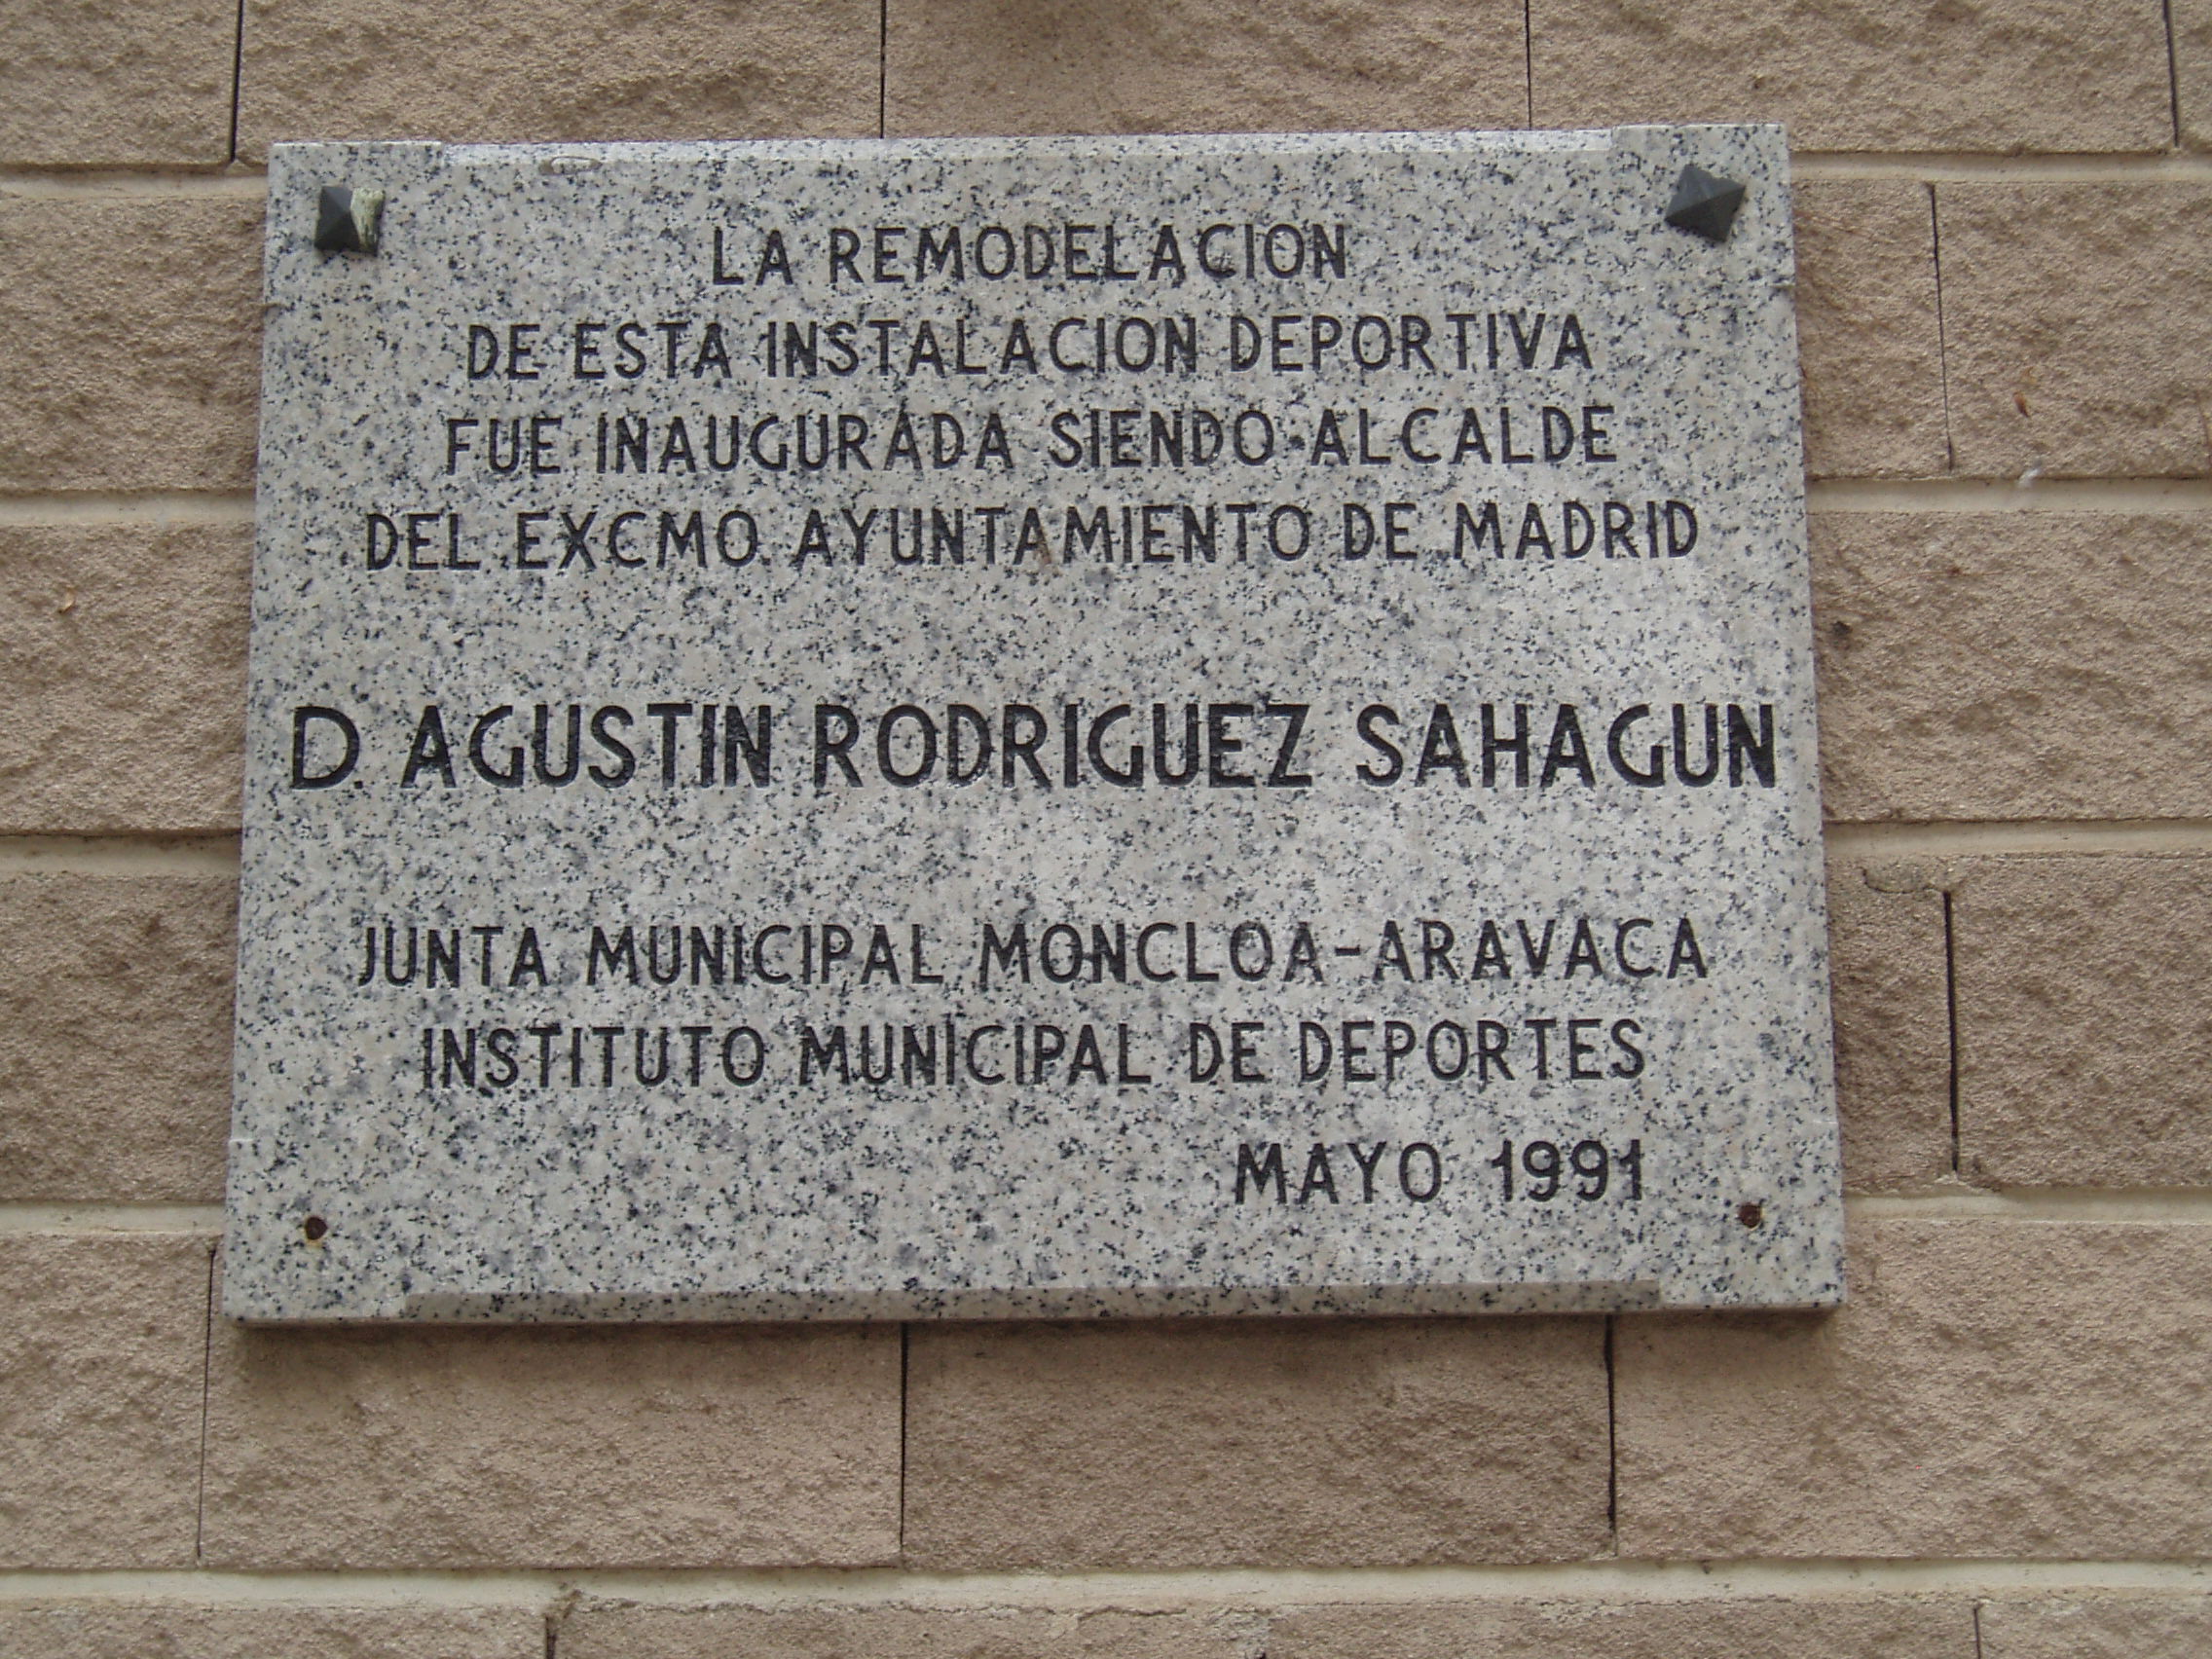 LA REMODELACION
DE ESTA INSTALACION DEPORTIVA
FUE INAUGURADA SIENDO ALCALDE
DEL EXCMO. AYUNTAMIENTO DE MADRID
D. AGUSTIN RODRIGUEZ SAHAGUN
JUNTA MUNICIPAL MONCLOA-ARAVACA
INSTITUTO MUNICIPAL DE DEPORTES
MAYO 1991